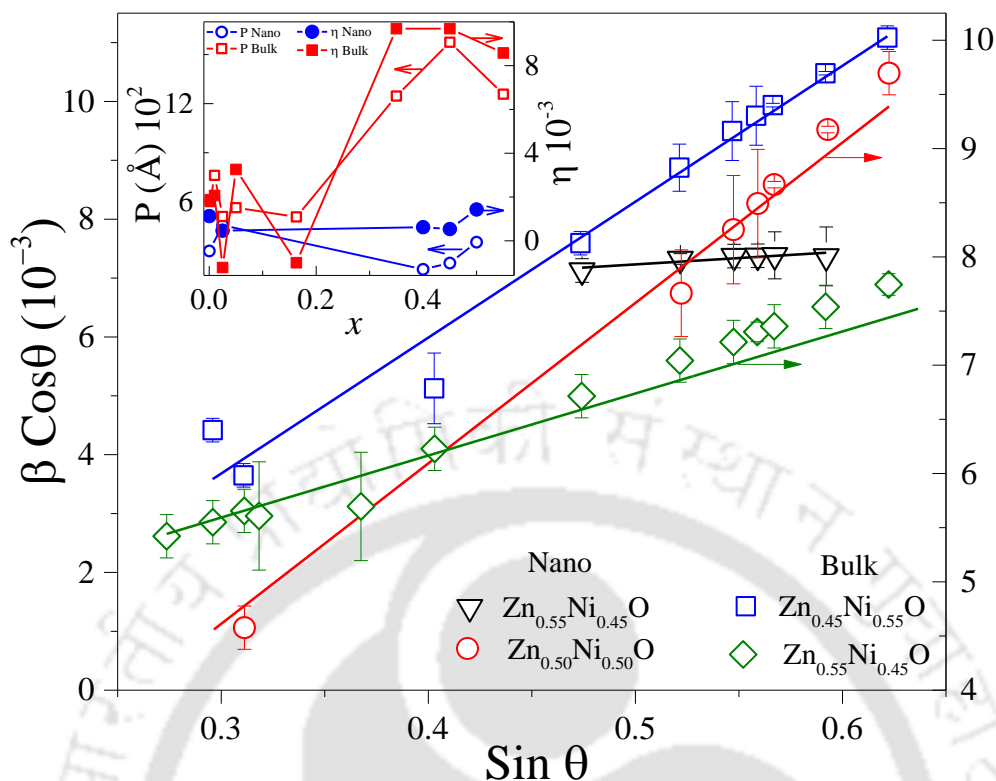 P Nano η Nano
P Bulk η Bulk
P (Å) 10²
12
6
8
4
0
η 10⁻³
0.0 0.2 0.4
x
β Cosθ (10⁻³)
10
8
6
4
2
0
10
9
8
7
6
5
4
Nano Bulk
Zn₀.₅₅Ni₀.₄₅O Zn₀.₄₅Ni₀.₅₅O
Zn₀.₅₀Ni₀.₅₀O Zn₀.₅₅Ni₀.₄₅O
0.3 0.4 0.5 0.6
Sin θ